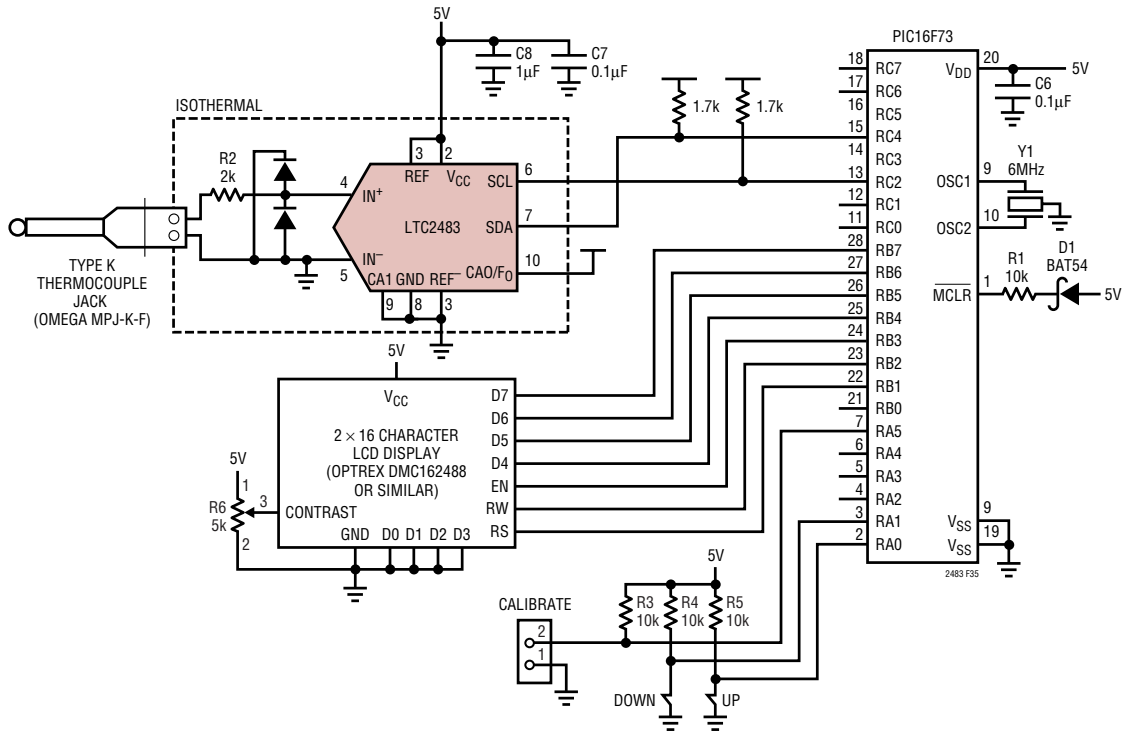 5V
C8
1µF
C7
0.1µF
ISOTHERMAL
R2
2k
4
IN+
IN−
5
3
REF
2
VCC
SCL
6
LTC2483
SDA
7
CA0/FO
10
CA1
GND
REF−
9
8
3
TYPE K
THERMOCOUPLE
JACK
(OMEGA MPJ-K-F)
1.7k
1.7k
PIC16F73
18
RC7
17
RC6
16
RC5
15
RC4
14
RC3
13
RC2
12
RC1
11
RC0
28
RB7
27
RB6
26
RB5
25
RB4
24
RB3
23
RB2
22
RB1
21
RB0
7
RA5
6
RA4
5
RA3
4
RA2
3
RA1
2
RA0
VDD
20
5V
C6
0.1µF
Y1
6MHz
OSC1
9
OSC2
10
MCLR
1
R1
10k
D1
BAT54
5V
VSS
9
VSS
19
2483 F35
5V
VCC
2 × 16 CHARACTER
LCD DISPLAY
(OPTREX DMC162488
OR SIMILAR)
D7
D6
D5
D4
EN
RW
RS
CONTRAST
GND
D0
D1
D2
D3
5V
R6
5k
1
3
2
CALIBRATE
2
1
5V
R3
10k
R4
10k
R5
10k
DOWN
UP